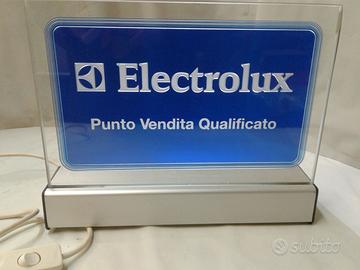 Electrolux
Punto Vendita Qualificato
subito